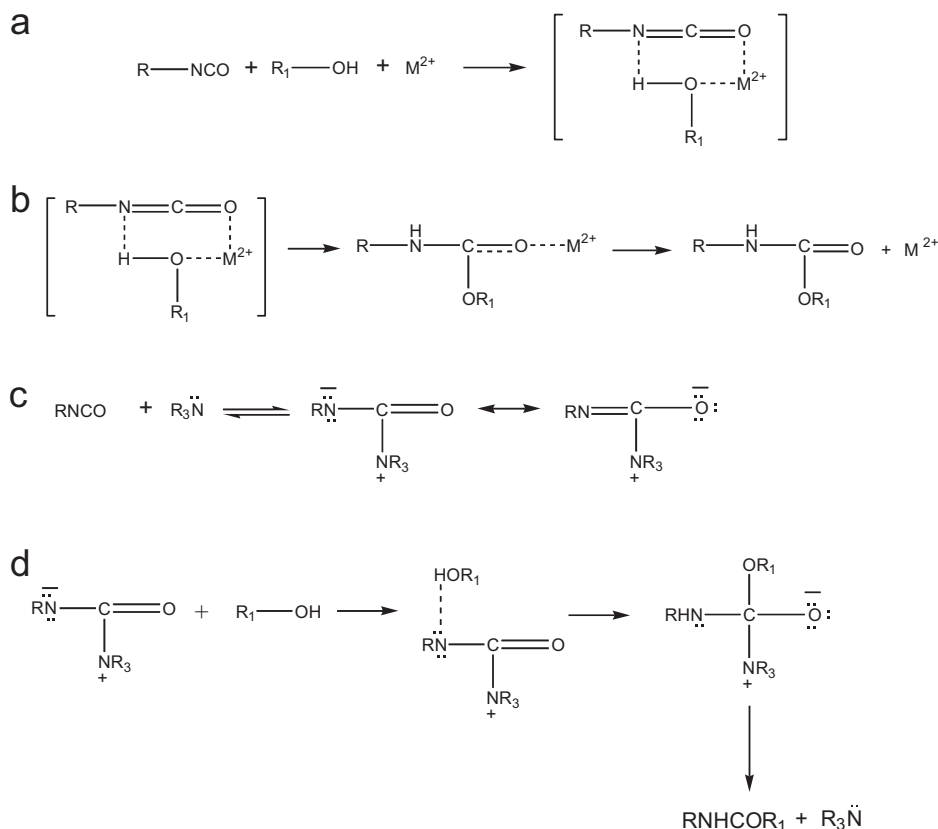 a
R NCO + R₁ OH + M²⁺
R N C O
H O M²⁺
R₁
b
R N C O
H O M²⁺
R₁
R H N C O M²⁺
OR₁
R H N C O + M²⁺
OR₁
c
RNCO + R₃N̈ RN C O
NR₃
+
RN C O:
NR₃
+
d
RN C O + R₁ OH
NR₃
+
HOR₁
RN C O
NR₃
+
OR₁
RHN C O:
NR₃
+
RNHCOR₁ + R₃N̈